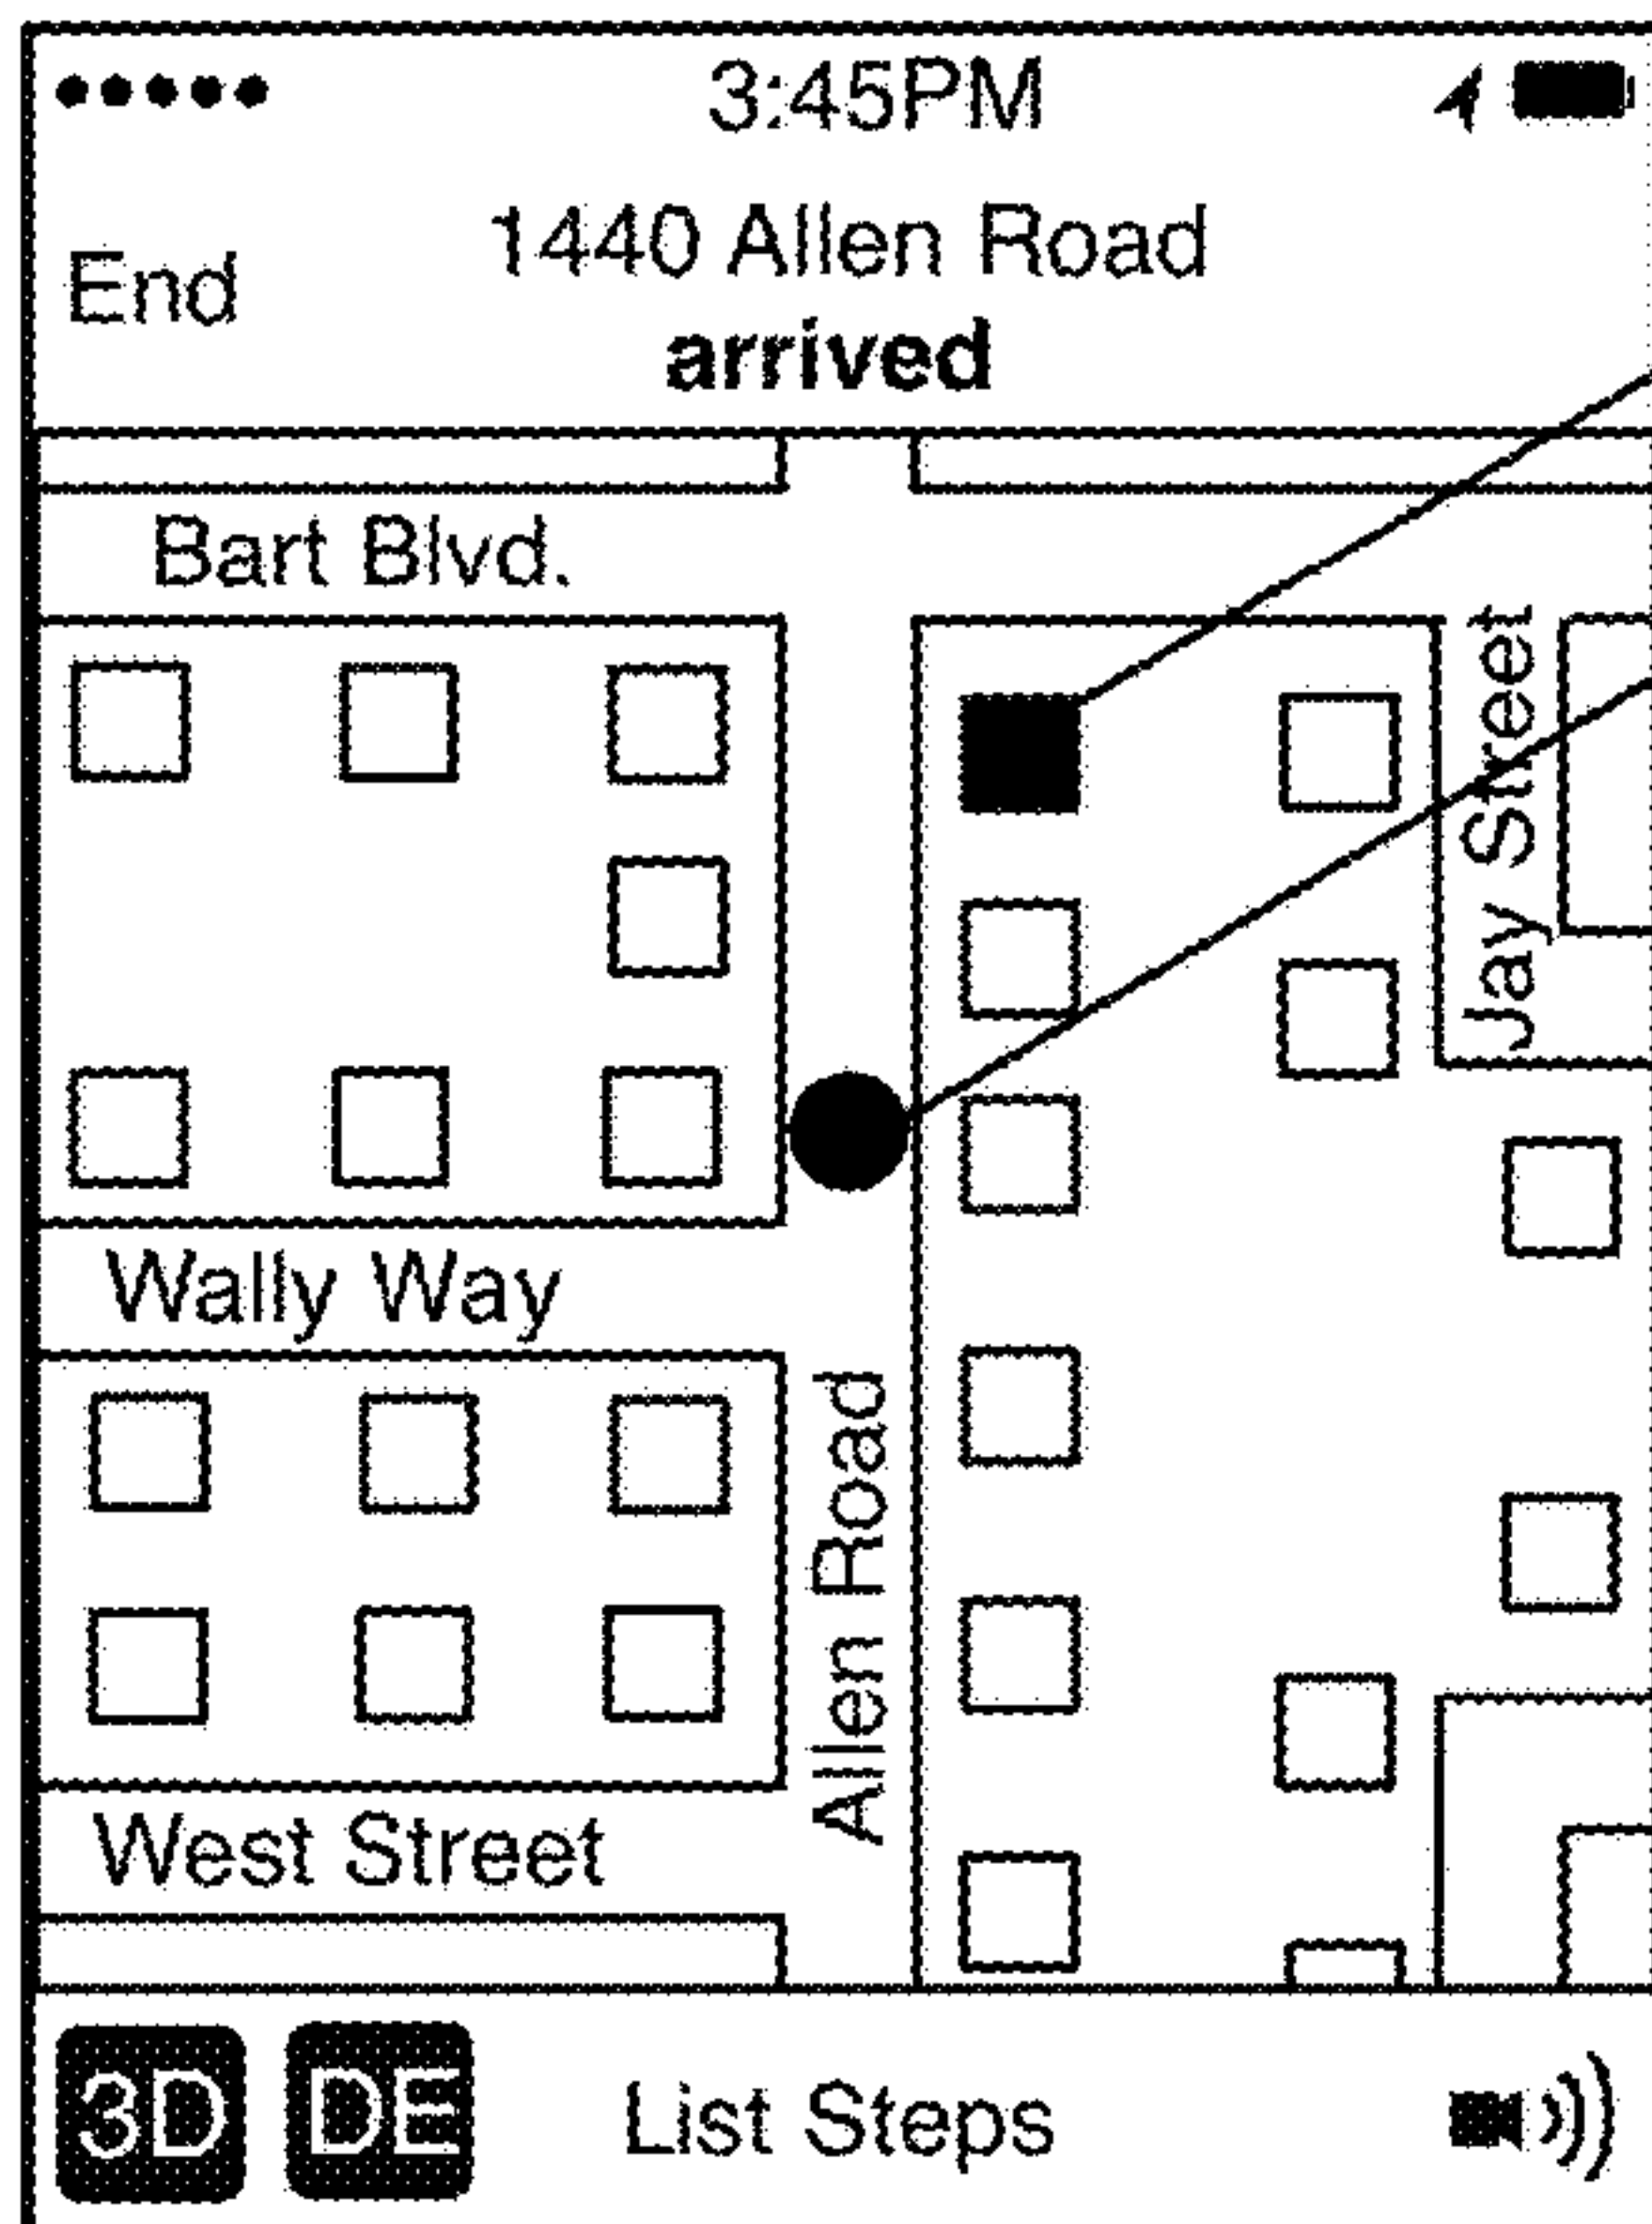 3:45PM
1440 Allen Road
End
arrived
Bart Blvd.
Jay Street
Wally Way
Allen Road
West Street
3D DE List Steps